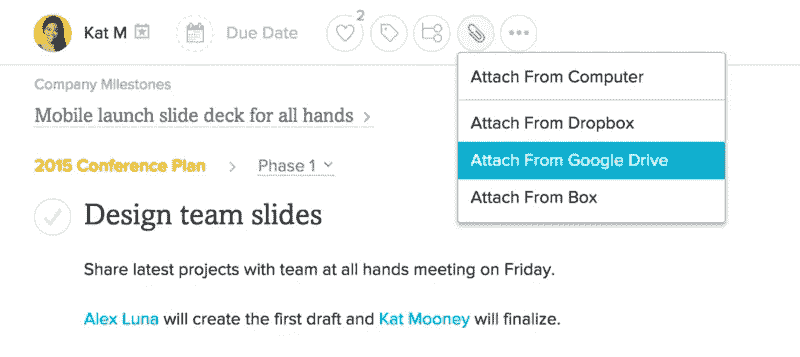 Kat M
Due Date
2
Company Milestones
Mobile launch slide deck for all hands
2015 Conference Plan > Phase 1
Design team slides
Share latest projects with team at all hands meeting on Friday.
Alex Luna will create the first draft and Kat Mooney will finalize.
Attach From Computer
Attach From Dropbox
Attach From Google Drive
Attach From Box